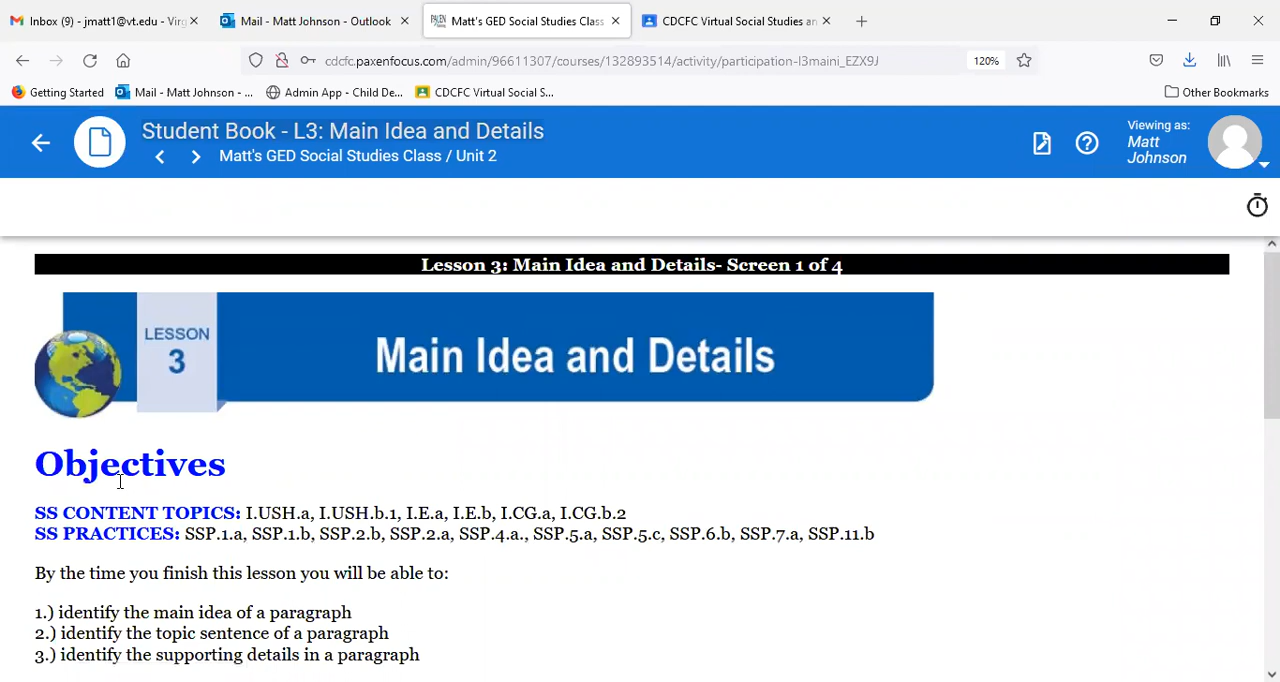 Inbox (9) - jmatt1@vt.edu - Virg
Mail - Matt Johnson - Outlook
PAXEN
Matt's GED Social Studies Class
CDCFC Virtual Social Studies an
cdcfc.paxenfocus.com/admin/96611307/courses/132893514/activity/participation-l3maini_EZX9J
120%
Getting Started
Mail - Matt Johnson - ...
Admin App - Child De...
CDCFC Virtual Social S...
Other Bookmarks
Student Book - L3: Main Idea and Details
Matt's GED Social Studies Class / Unit 2
Viewing as:
Matt
Johnson
Lesson 3: Main Idea and Details- Screen 1 of 4
LESSON
3
Main Idea and Details
Objectives
SS CONTENT TOPICS: I.USH.a, I.USH.b.1, I.E.a, I.E.b, I.CG.a, I.CG.b.2
SS PRACTICES: SSP.1.a, SSP.1.b, SSP.2.b, SSP.2.a, SSP.4.a., SSP.5.a, SSP.5.c, SSP.6.b, SSP.7.a, SSP.11.b
By the time you finish this lesson you will be able to:
1.) identify the main idea of a paragraph
2.) identify the topic sentence of a paragraph
3.) identify the supporting details in a paragraph